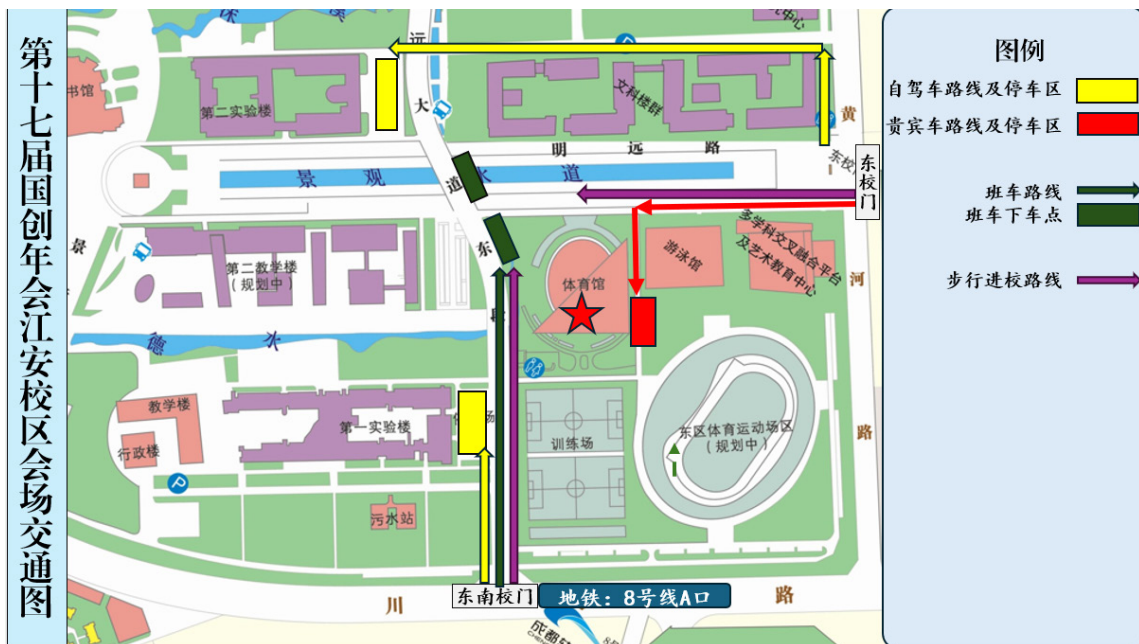 第十七届国创年会江安校区会场交通图
图例
自驾车路线及停车区
贵宾车路线及停车区
班车路线
班车下车点
步行进校路线
书馆
第二实验楼
远
大
道
东
文科楼群
明远路
景观水道
黄
河
路
东校门
景
第二教学楼
(规划中)
体育馆
游泳馆
多学科交叉融合平台
及艺术教育中心
德水
教学楼
行政楼
第一实验楼
P
训练场
东区体育运动场区
(规划中)
污水站
东南校门
地铁：8号线A口
川
路